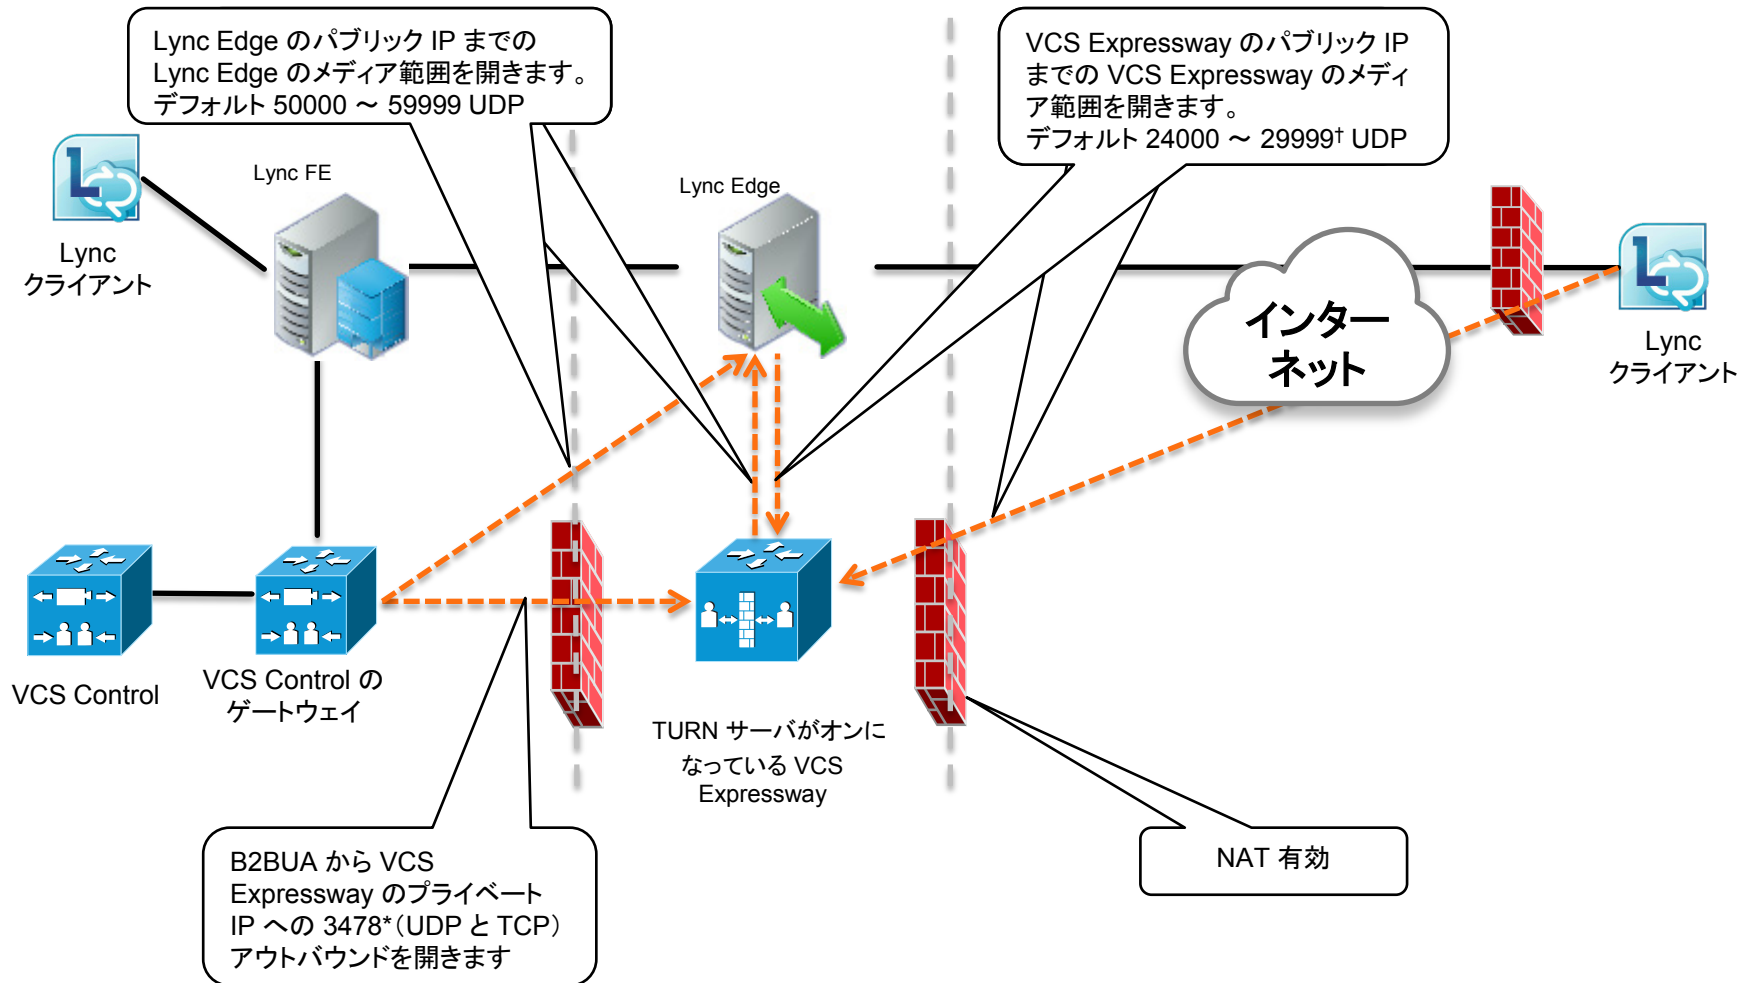 Lync Edge のパブリック IP までの
Lync Edge のメディア範囲を開きます。
デフォルト 50000 ～ 59999 UDP
VCS Expressway のパブリック IP
までの VCS Expressway のメディ
ア範囲を開きます。
デフォルト 24000 ～ 29999† UDP
Lync FE
Lync Edge
Lync
クライアント
インター
ネット
Lync
クライアント
VCS Control
VCS Control の
ゲートウェイ
TURN サーバがオンに
なっている VCS
Expressway
B2BUA から VCS
Expressway のプライベート
IP への 3478*（UDP と TCP）
アウトバウンドを開きます
NAT 有効